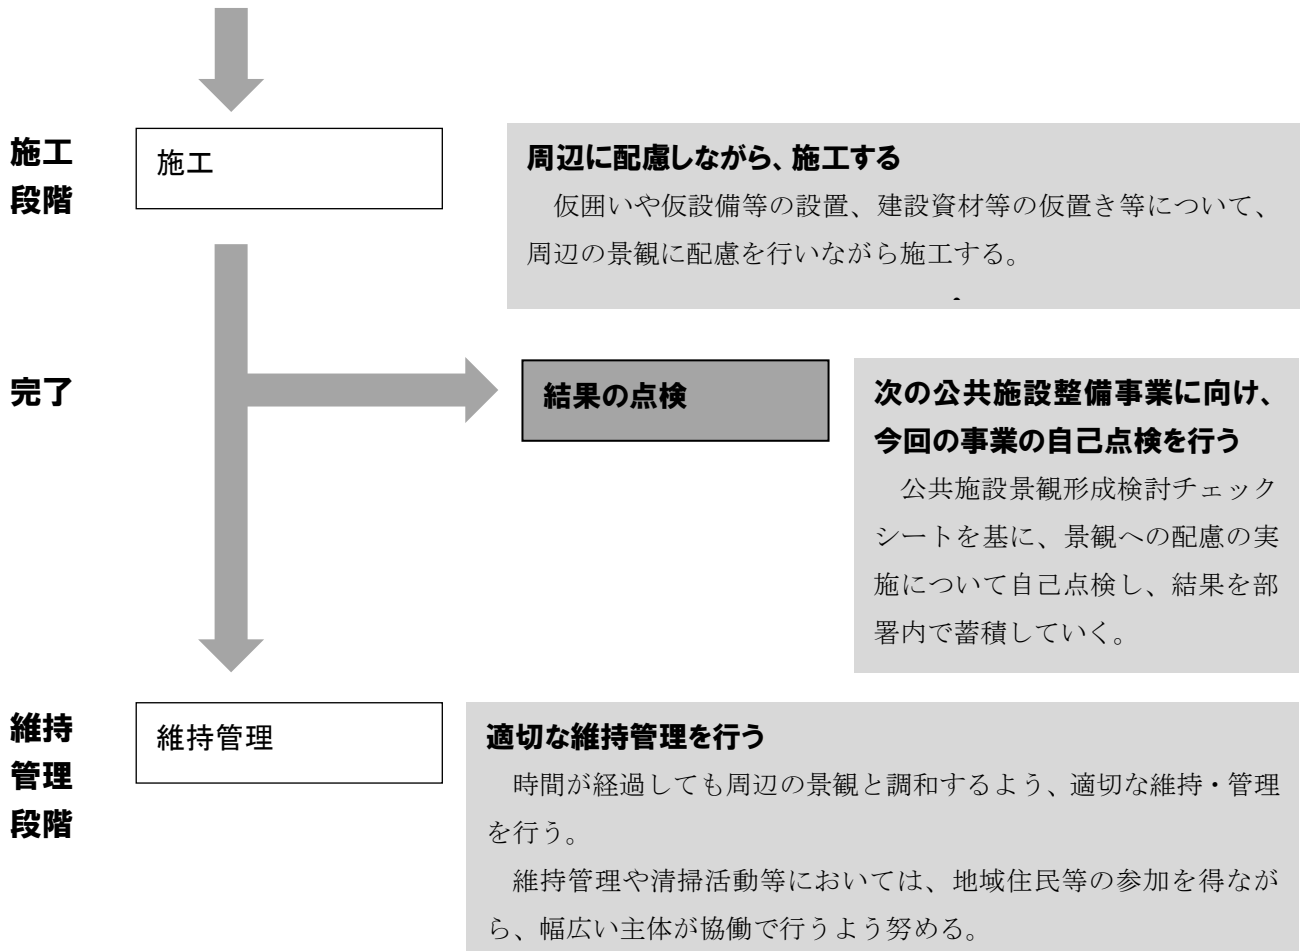 施工
段階
施工
周辺に配慮しながら、施工する
仮囲いや仮設備等の設置、建設資材等の仮置き等について、
周辺の景観に配慮を行いながら施工する。
完了
結果の点検
次の公共施設整備事業に向け、
今回の事業の自己点検を行う
公共施設景観形成検討チェック
シートを基に、景観への配慮の実
施について自己点検し、結果を部
署内で蓄積していく。
維持
管理
段階
維持管理
適切な維持管理を行う
時間が経過しても周辺の景観と調和するよう、適切な維持・管理
を行う。
維持管理や清掃活動等においては、地域住民等の参加を得なが
ら、幅広い主体が協働で行うよう努める。